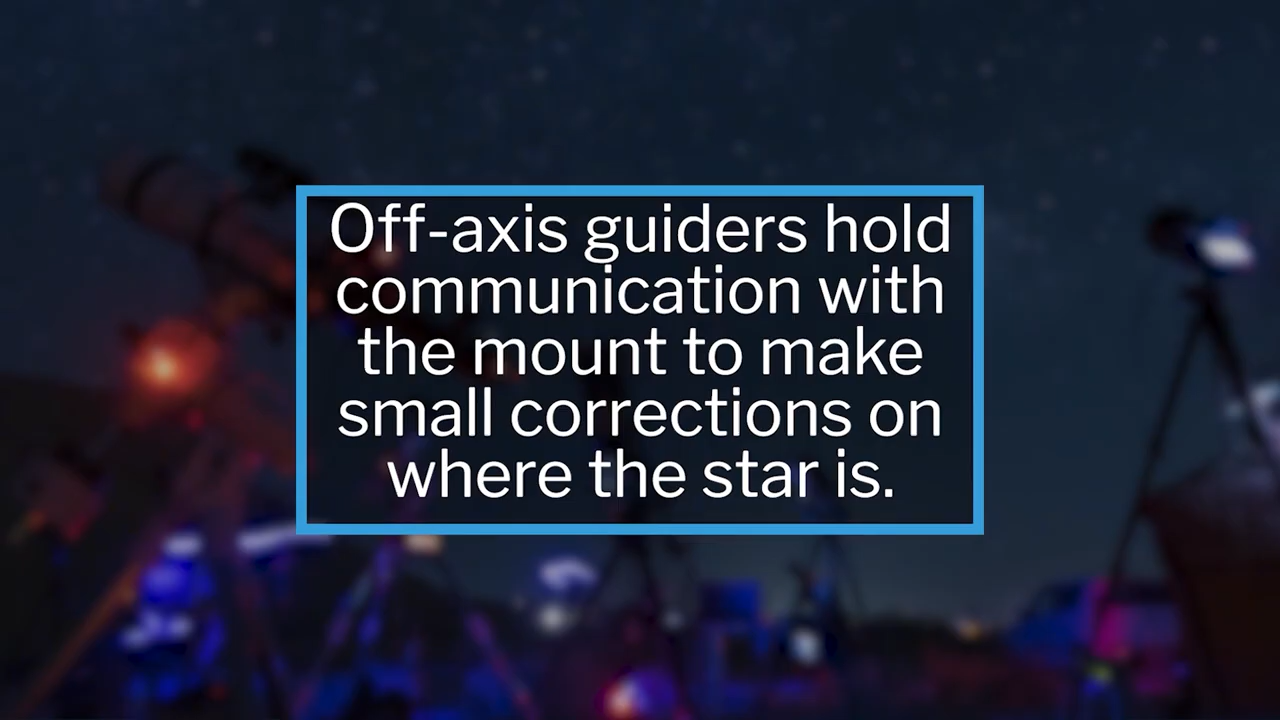 Off-axis guiders hold
communication with
the mount to make
small corrections on
where the star is.